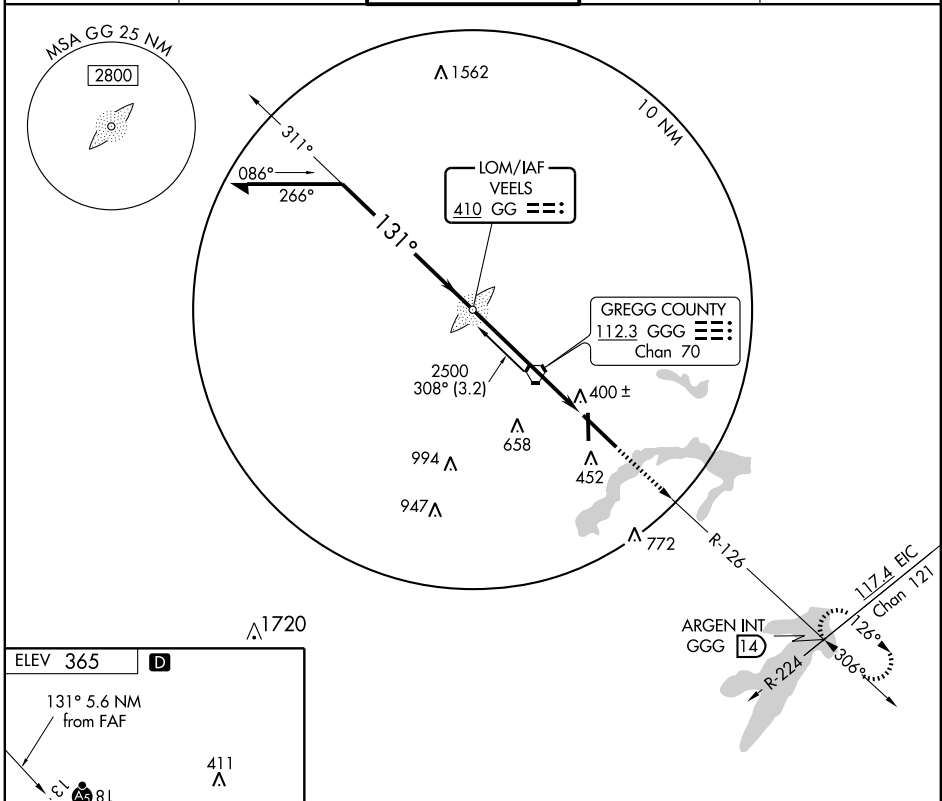 MSA GG 25 NM
2800
1562
10 NM
311°
086°
266°
131°
LOM/IAF
VEELS
410 GG
GREGG COUNTY
112.3 GGG
Chan 70
2500
308° (3.2)
400 ±
658
994
452
947
772
R-126
117.4 EIC
Chan 121
ARGEN INT
GGG 14
126°
306°
R-224
1720
ELEV 365
D
131° 5.6 NM
from FAF
411
A5